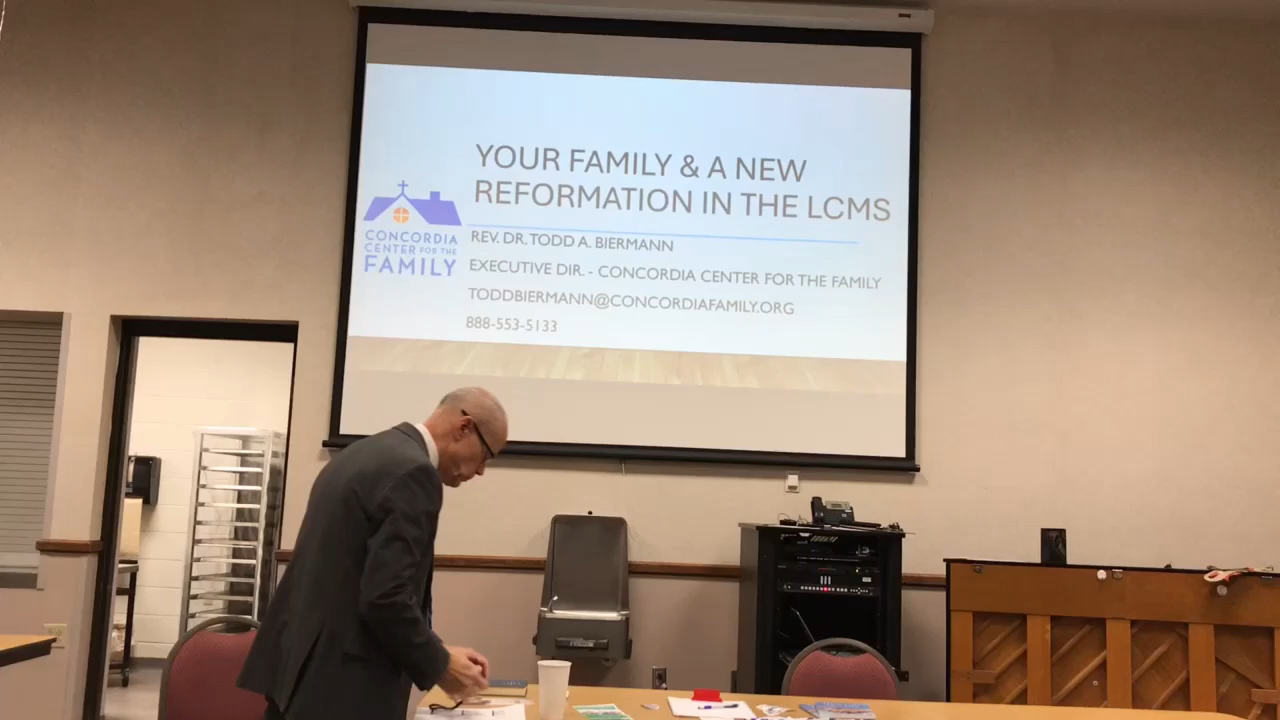 YOUR FAMILY & A NEW
REFORMATION IN THE LCMS
CONCORDIA
CENTER FOR THE
FAMILY
REV. DR. TODD A. BIERMANN
EXECUTIVE DIR. - CONCORDIA CENTER FOR THE FAMILY
TODDBIERMANN@CONCORDIAFAMILY.ORG
888-553-5133